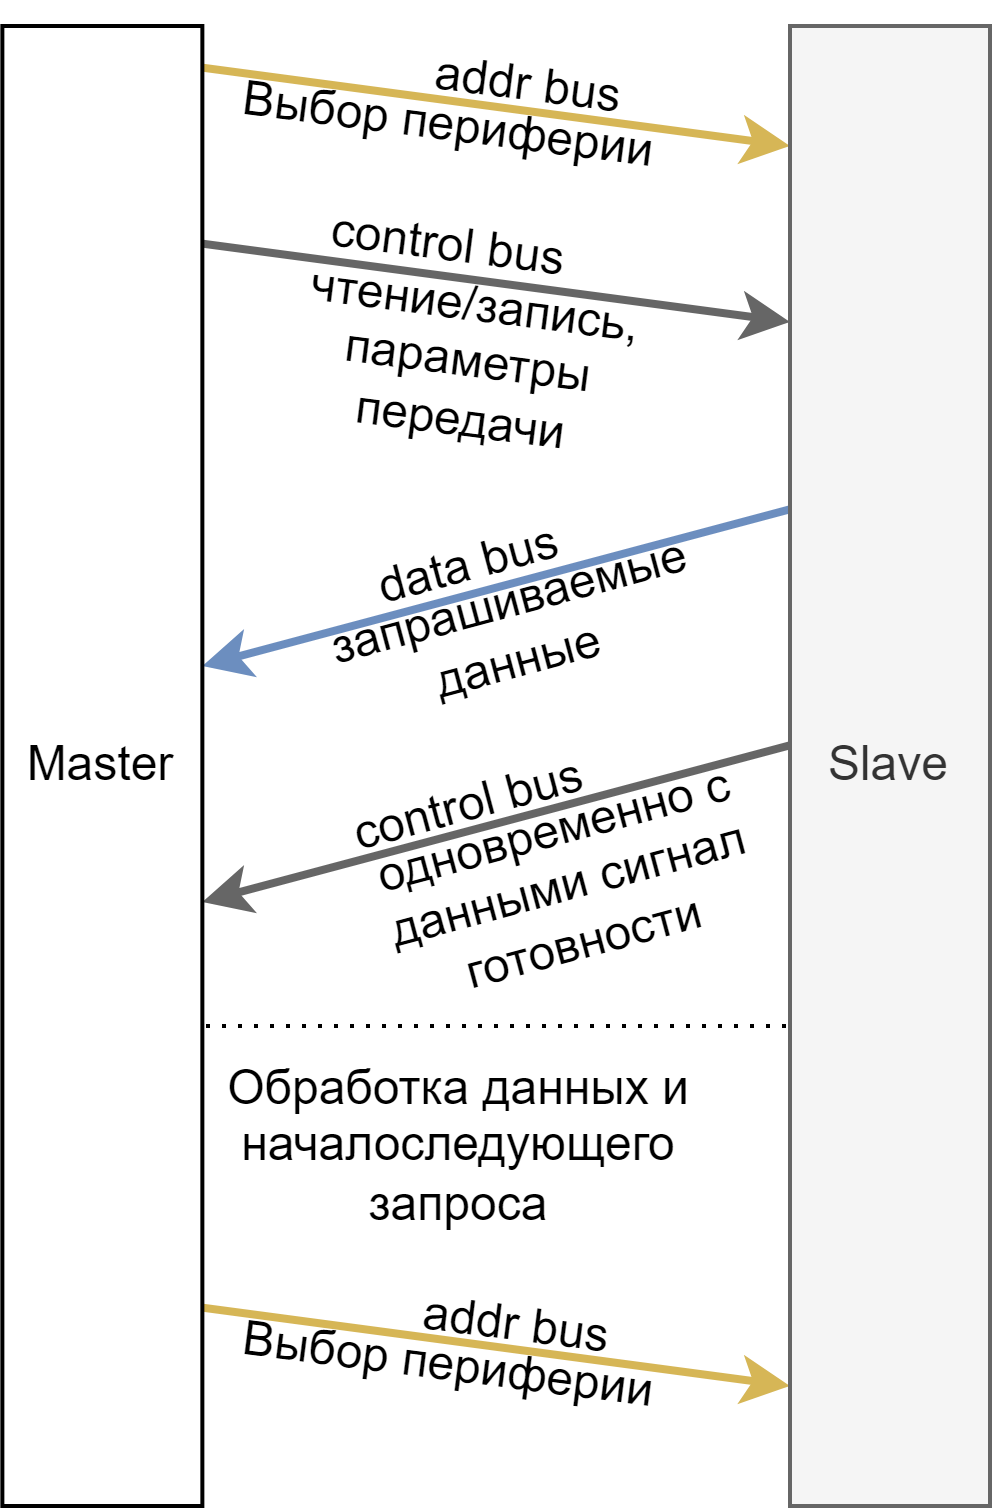 addr bus
Выбор периферии
control bus
чтение/запись,
параметры
передачи
data bus
запрашиваемые
данные
Master
Slave
control bus
одновременно с
данными сигнал
готовности
Обработка данных и
началоследующего
запроса
addr bus
Выбор периферии